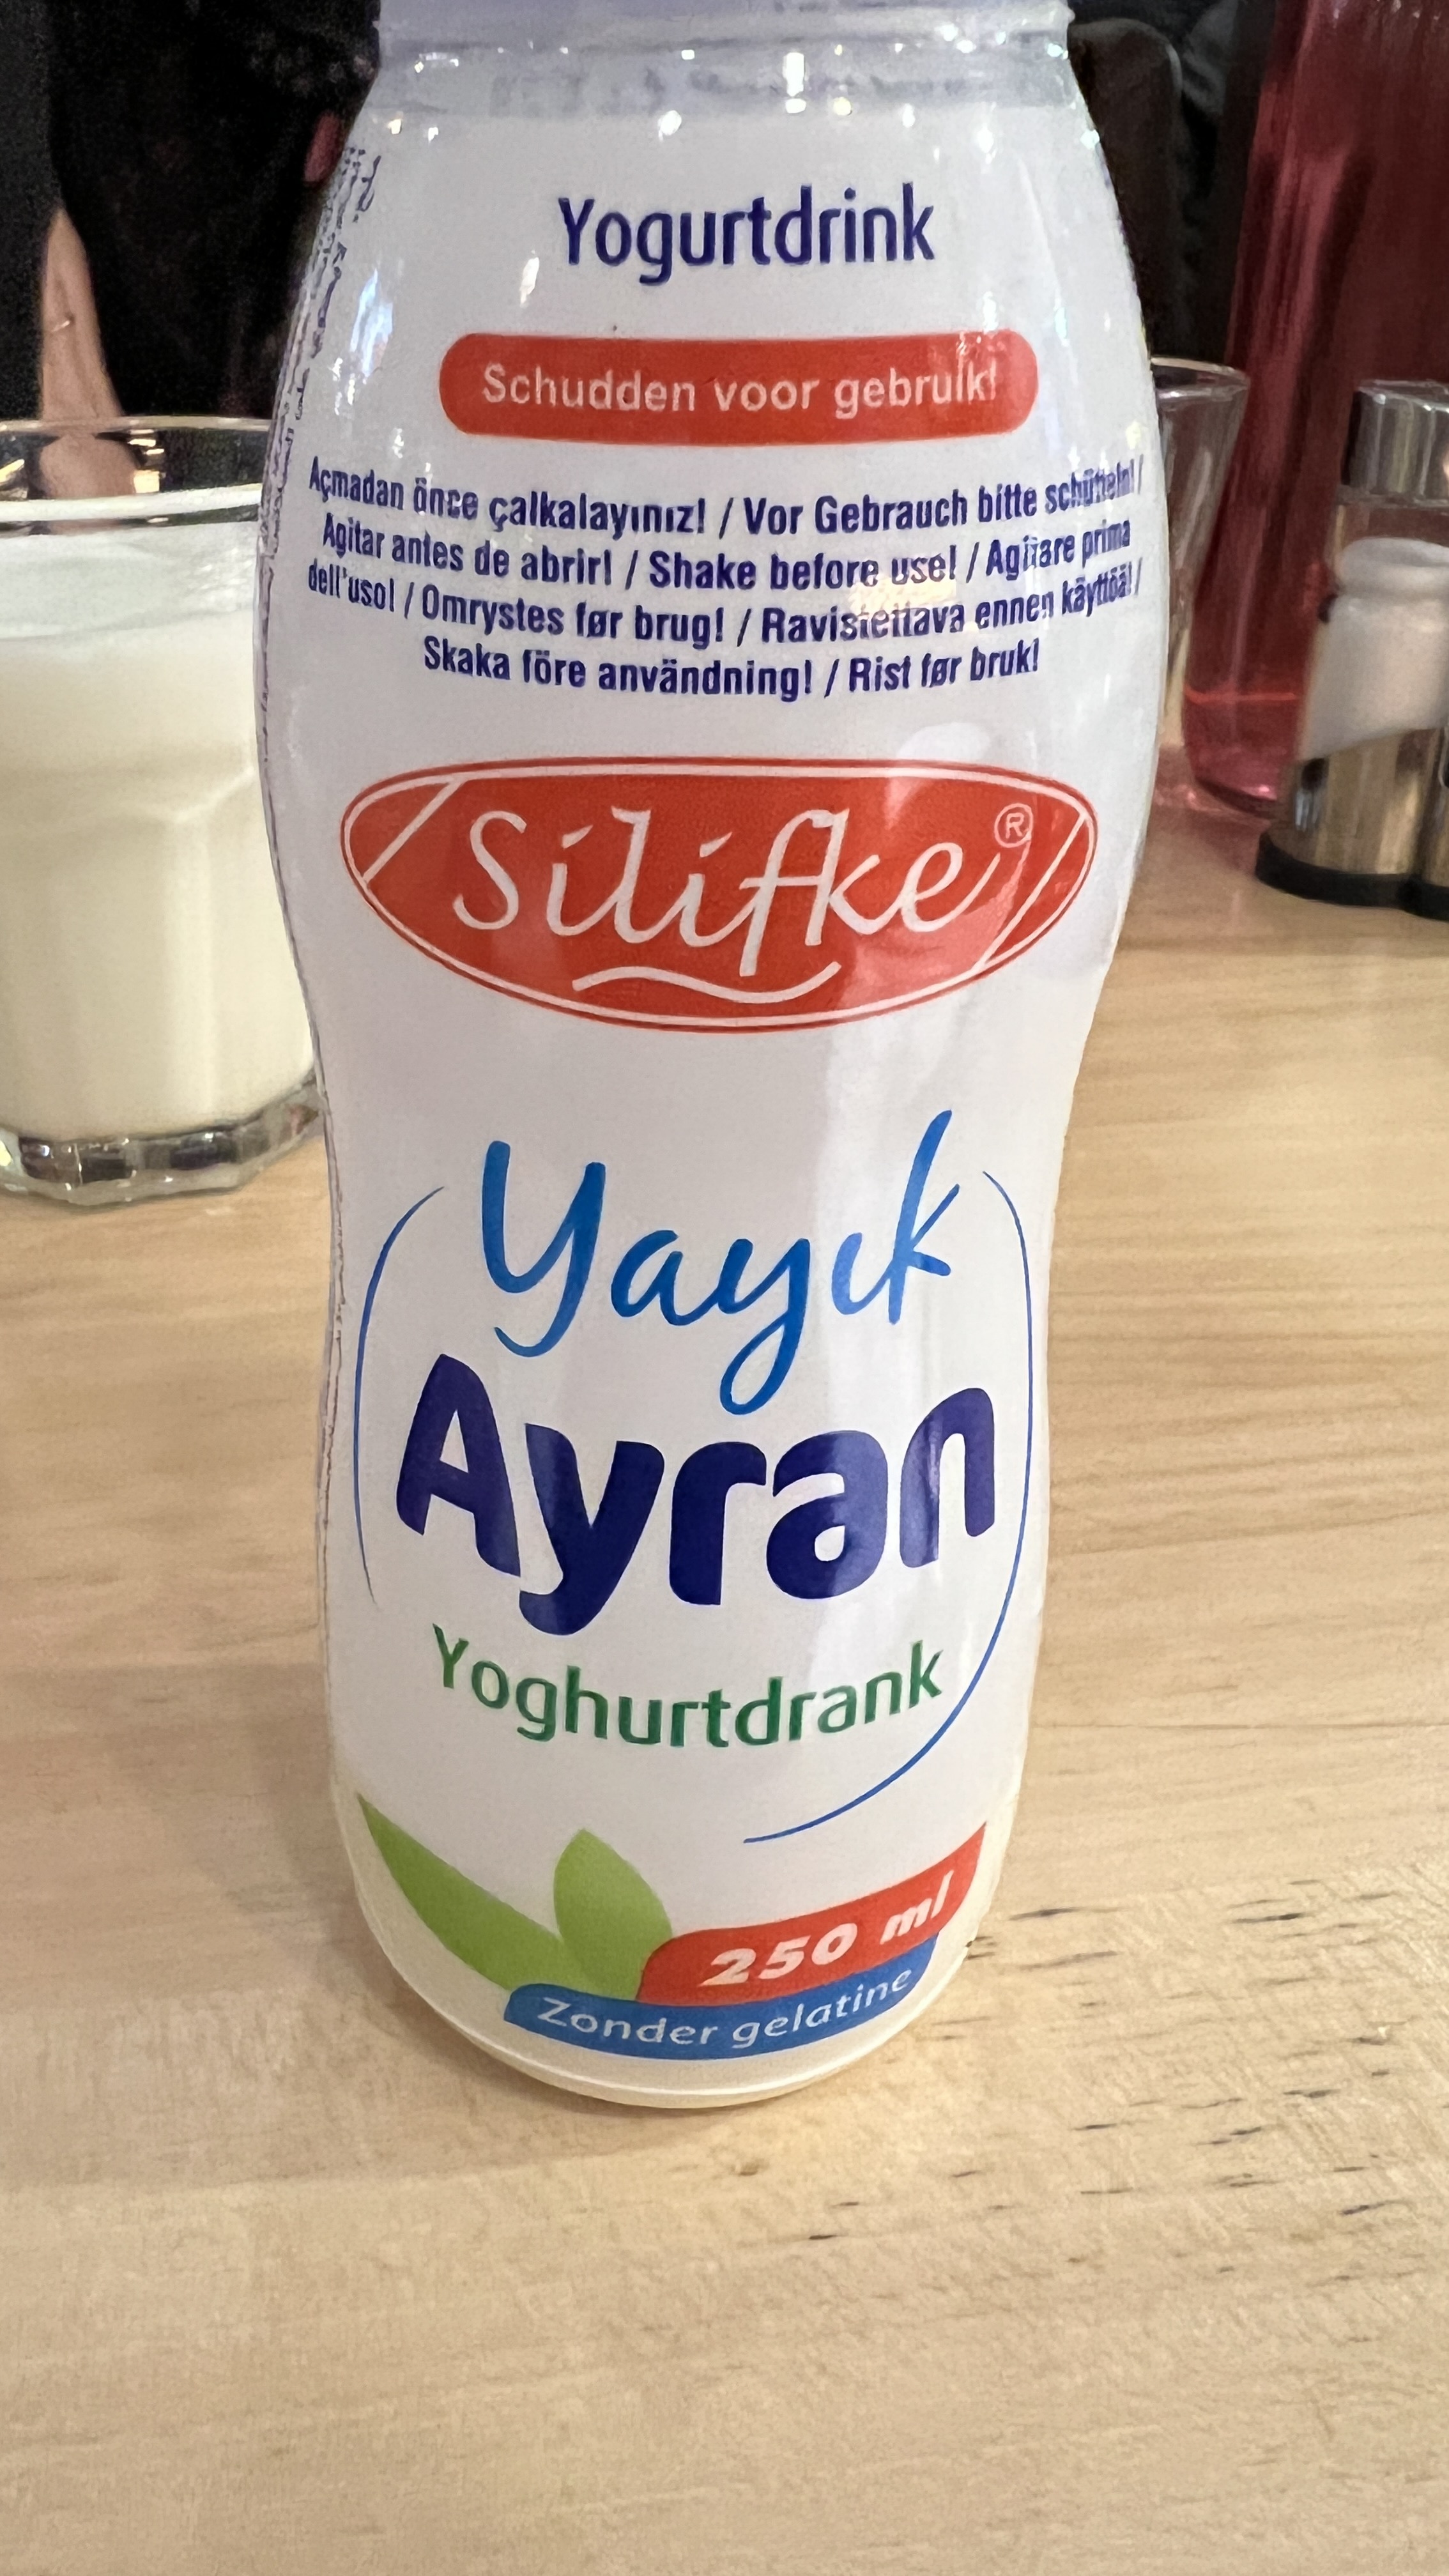 Yogurtdrink
Schudden voor gebruik!
Açmadan önce çalkalayınız! / Vor Gebrauch bitte schütteln! /
Agitar antes de abrir! / Shake before use! / Agitare prima
dell'uso! / Omrystes før brug! / Ravistettava ennen käyttöä! /
Skaka före användning! / Rist før bruk!
Silifke®
Yayık
Ayran
Yoghurtdrank
250 ml
Zonder gelatine